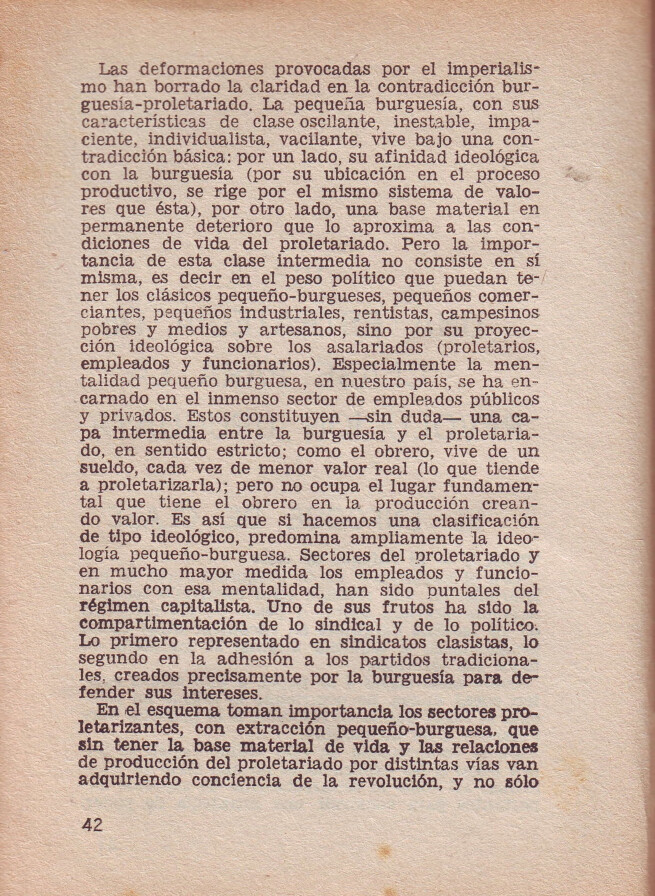 Las deformaciones provocadas por el imperialis-
mo han borrado la claridad en la contradicción bur-
guesía-proletariado. La pequeña burguesía, con sus
características de clase oscilante, inestable, impa-
ciente, individualista, vacilante, vive bajo una con-
tradicción básica: por un lado, su afinidad ideológica
con la burguesía (por su ubicación en el proceso
productivo, se rige por el mismo sistema de valo-
res que ésta), por otro lado, una base material en
permanente deterioro que lo aproxima a las con-
diciones de vida del proletariado. Pero la impor-
tancia de esta clase intermedia no consiste en sí
misma, es decir en el peso político que puedan te-
ner los clásicos pequeño-burgueses, pequeños comer-
ciantes, pequeños industriales, rentistas, campesinos
pobres y medios y artesanos, sino por su proyec-
ción ideológica sobre los asalariados (proletarios,
empleados y funcionarios). Especialmente la men-
talidad pequeño burguesa, en nuestro país, se ha en-
carnado en el inmenso sector de empleados públicos
y privados. Estos constituyen —sin duda— una ca-
pa intermedia entre la burguesía y el proletaria-
do, en sentido estricto; como el obrero, vive de un
sueldo, cada vez de menor valor real (lo que tiende
a proletarizarla); pero no ocupa el lugar fundamen-
tal que tiene el obrero en la producción crean-
do valor. Es así que si hacemos una clasificación
de tipo ideológico, predomina ampliamente la ideo-
logía pequeño-burguesa. Sectores del proletariado y
en mucho mayor medida los empleados y funcio-
narios con esa mentalidad, han sido puntales del
régimen capitalista. Uno de sus frutos ha sido la
compartimentación de lo sindical y de lo político.
Lo primero representado en sindicatos clasistas, lo
segundo en la adhesión a los partidos tradiciona-
les, creados precisamente por la burguesía para de-
fender sus intereses.
En el esquema toman importancia los sectores pro-
letarizantes, con extracción pequeño-burguesa, que
sin tener la base material de vida y las relaciones
de producción del proletariado por distintas vías van
adquiriendo conciencia de la revolución, y no sólo
42